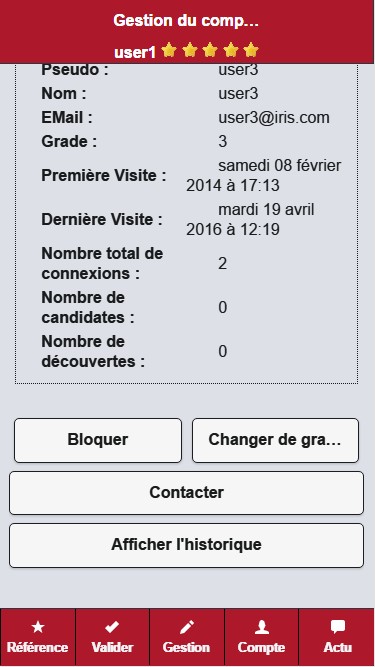 Gestion du comp…
user1
Pseudo : user3
Nom : user3
EMail : user3@iris.com
Grade : 3
Première Visite : samedi 08 février
2014 à 17:13
Dernière Visite : mardi 19 avril
2016 à 12:19
Nombre total de
connexions : 2
Nombre de
candidates : 0
Nombre de
découvertes : 0
Bloquer Changer de gra…
Contacter
Afficher l'historique
Référence Valider Gestion Compte Actu